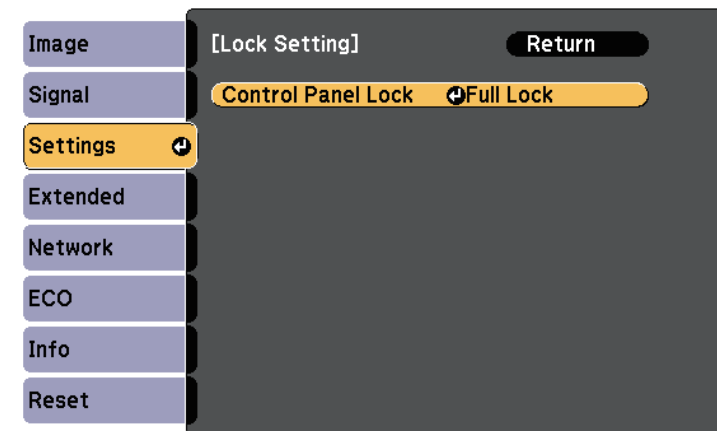 Image
Signal
Settings
Extended
Network
ECO
Info
Reset
[Lock Setting] Return
Control Panel Lock Full Lock